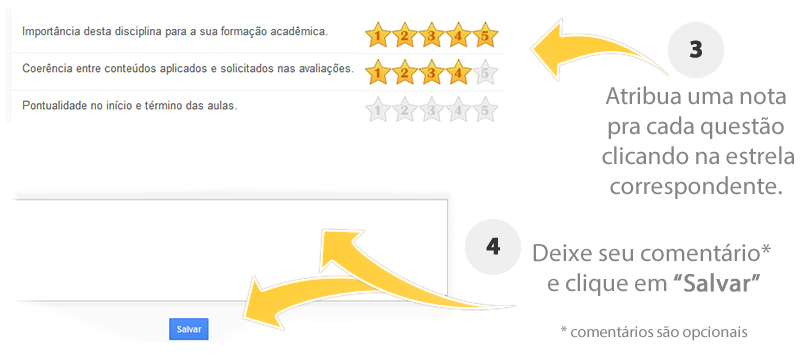 Importância desta disciplina para a sua formação acadêmica. 1 2 3 4 5
Coerência entre conteúdos aplicados e solicitados nas avaliações. 1 2 3 4 5
Pontualidade no início e término das aulas. 1 2 3 4 5
3
Atribua uma nota
pra cada questão
clicando na estrela
correspondente.
4
Deixe seu comentário*
e clique em “Salvar”
Salvar
* comentários são opcionais